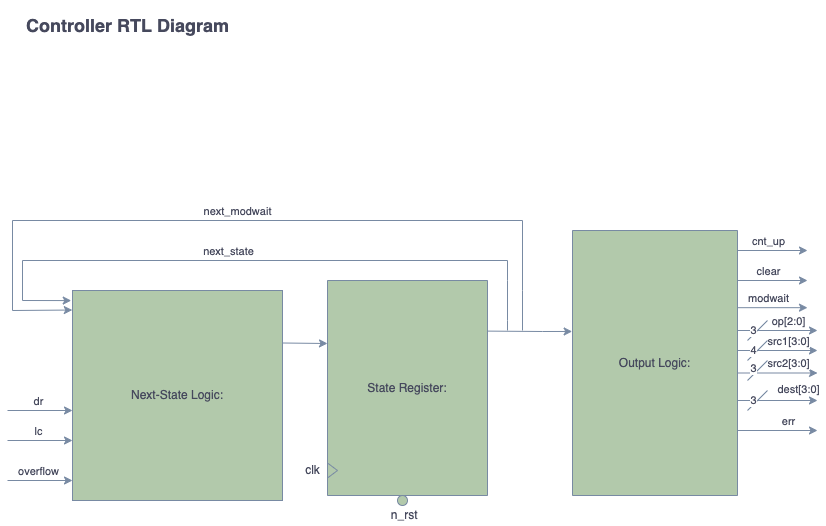 Controller RTL Diagram
next_modwait
next_state
cnt_up
clear
modwait
3
op[2:0]
4
src1[3:0]
3
src2[3:0]
3
dest[3:0]
err
Output Logic:
State Register:
Next-State Logic:
dr
lc
overflow
clk
n_rst